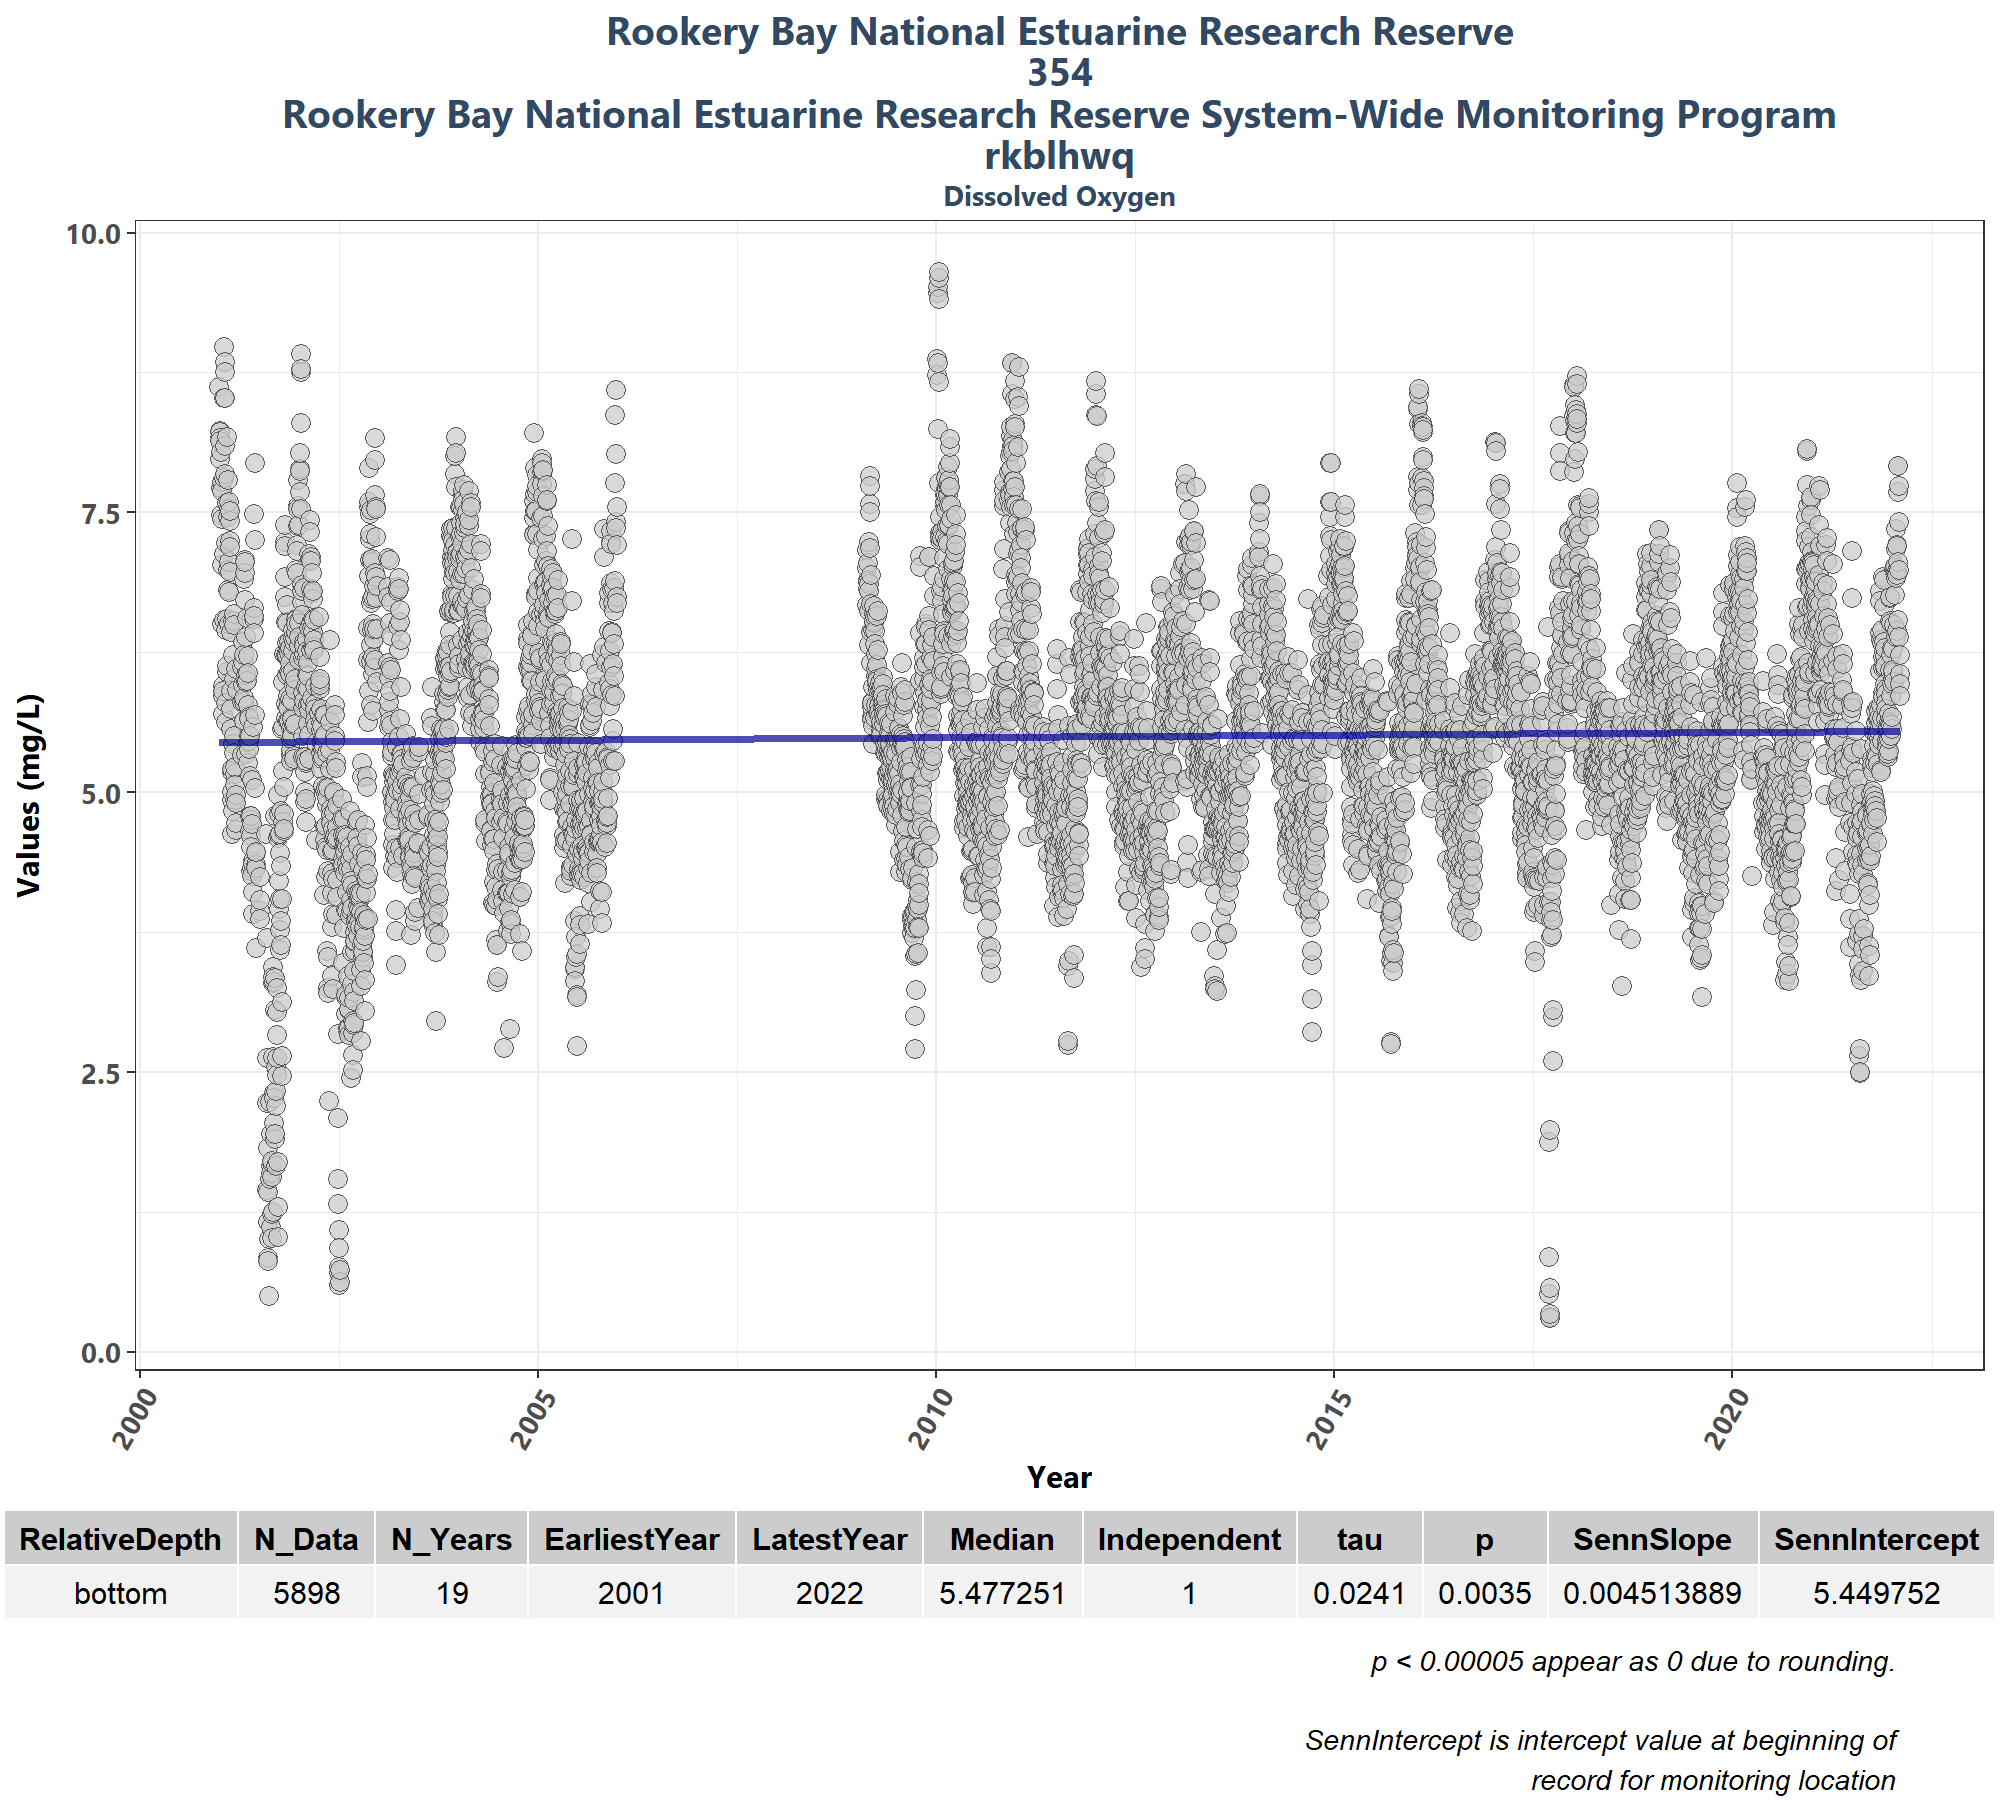 Rookery Bay National Estuarine Research Reserve
354
Rookery Bay National Estuarine Research Reserve System-Wide Monitoring Program
rkblhwq
Dissolved Oxygen
10.0
7.5
5.0
2.5
0.0
Values (mg/L)
2000
2005
2010
2015
2020
Year
RelativeDepth N_Data N_Years EarliestYear LatestYear Median Independent tau p SennSlope SennIntercept
bottom 5898 19 2001 2022 5.477251 1 0.0241 0.0035 0.004513889 5.449752
p < 0.00005 appear as 0 due to rounding.
SennIntercept is intercept value at beginning of
record for monitoring location